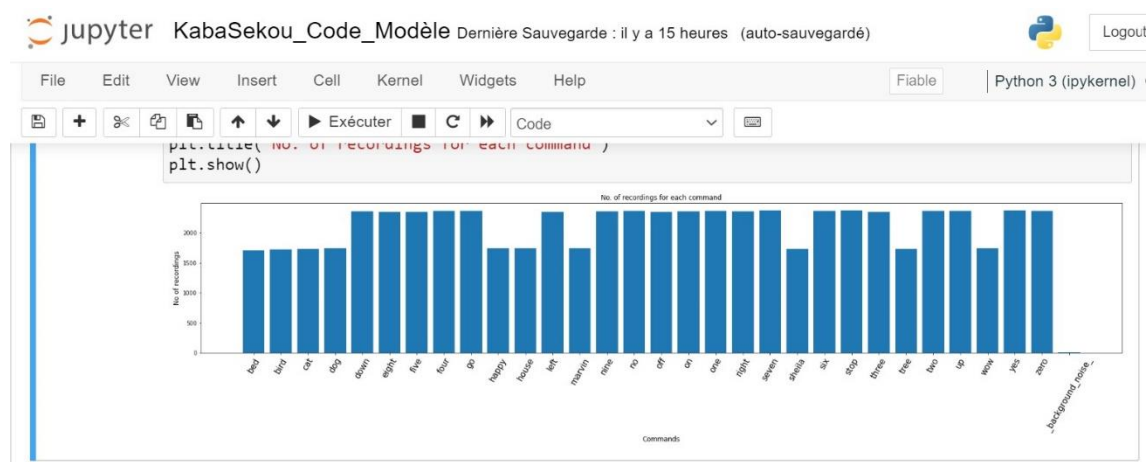 jupyter KabaSekou_Code_Modèle Dernière Sauvegarde : il y a 15 heures (auto-sauvegardé) Logout
File Edit View Insert Cell Kernel Widgets Help Fiable Python 3 (ipykernel)
Exécuter Code
plt.title('No. of recordings for each command')
plt.show()
No. of recordings for each command
No of recordings
2000
1500
1000
500
0
bed bird cat dog down eight five four go happy house left marvin nine no off on one right seven sheila six stop three tree two up wow yes zero _background_noise_
Commands